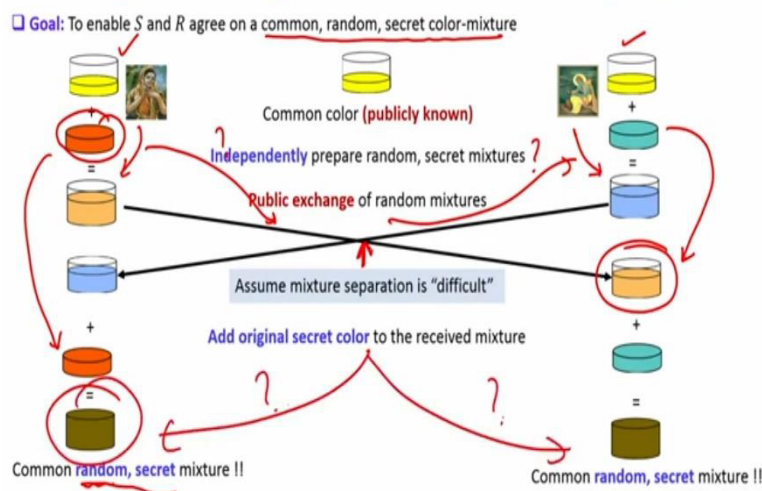 ❑ Goal: To enable S and R agree on a common, random, secret color-mixture
+
+
Common color (publicly known)
=
=
? Independently prepare random, secret mixtures ?
Public exchange of random mixtures
Assume mixture separation is “difficult”
+
+
Add original secret color to the received mixture
=
=
? ?
Common random, secret mixture !!
Common random, secret mixture !!